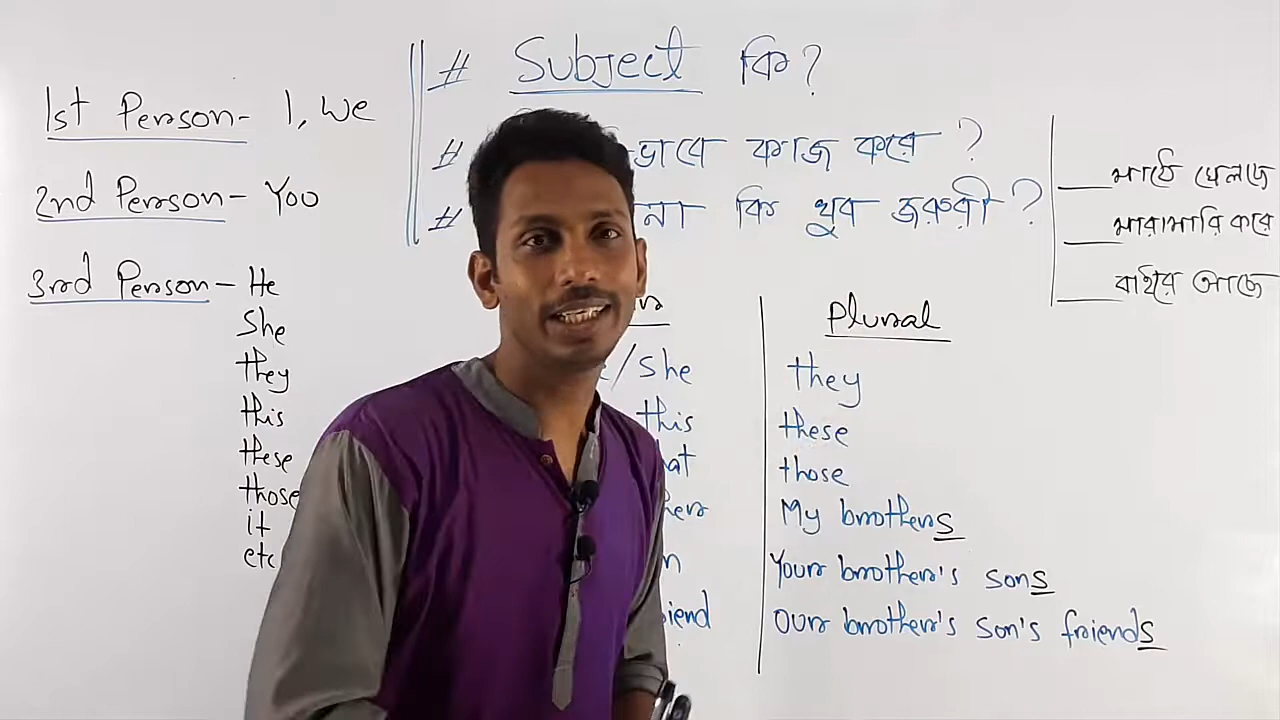 1st Person- I, We
2nd Person- You
3rd Person- He
She
they
this
these
those
it
etc
# Subject কি?
# ভাবে কাজ করে ?
# না কি খুব জরুরী ?
মাঠে খেলছে
মারামারি করে
বাইরে আছে
/She
this
Plural
they
these
those
My brothers
Your brother's sons
Our brother's son's friends